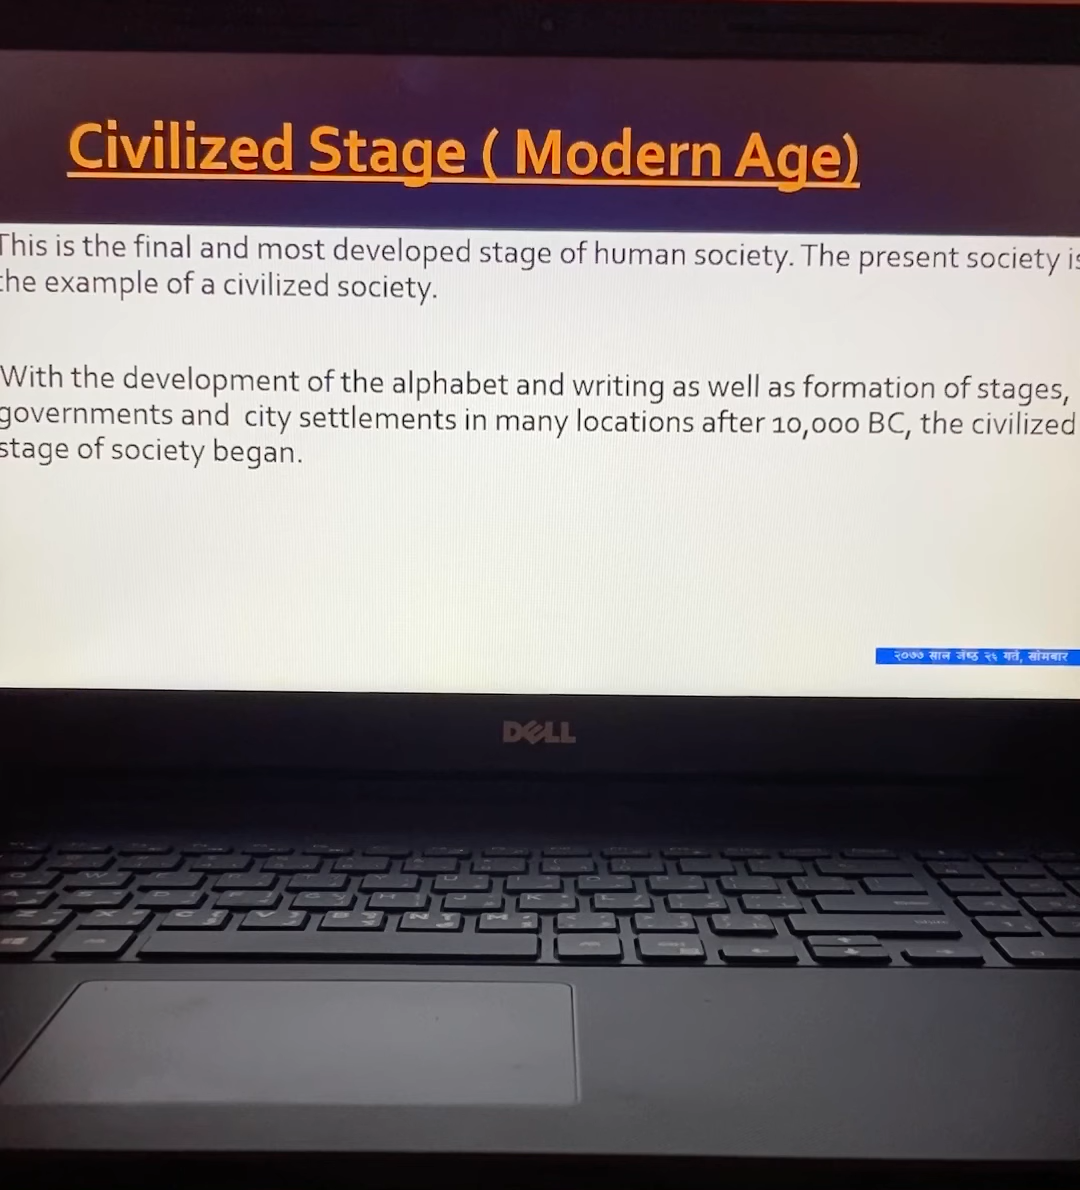 Civilized Stage ( Modern Age)
This is the final and most developed stage of human society. The present society is
the example of a civilized society.
With the development of the alphabet and writing as well as formation of stages,
governments and city settlements in many locations after 10,000 BC, the civilized
stage of society began.
२०७७ साल जेष्ठ २६ गते, सोमबार
DELL